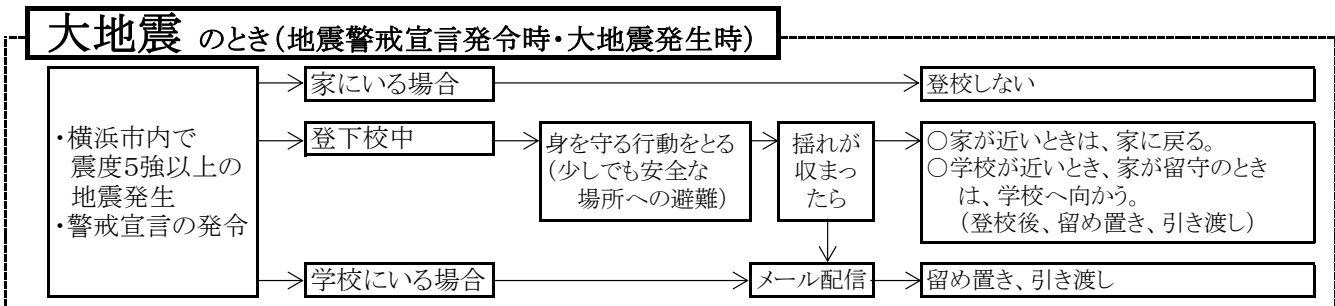 大地震 のとき(地震警戒宣言発令時・大地震発生時)
・横浜市内で
震度5強以上の
地震発生
・警戒宣言の発令
家にいる場合
登校しない
登下校中
身を守る行動をとる
(少しでも安全な
場所への避難)
揺れが
収まっ
たら
○家が近いときは、家に戻る。
○学校が近いとき、家が留守のとき
は、学校へ向かう。
(登校後、留め置き、引き渡し)
学校にいる場合
メール配信
留め置き、引き渡し